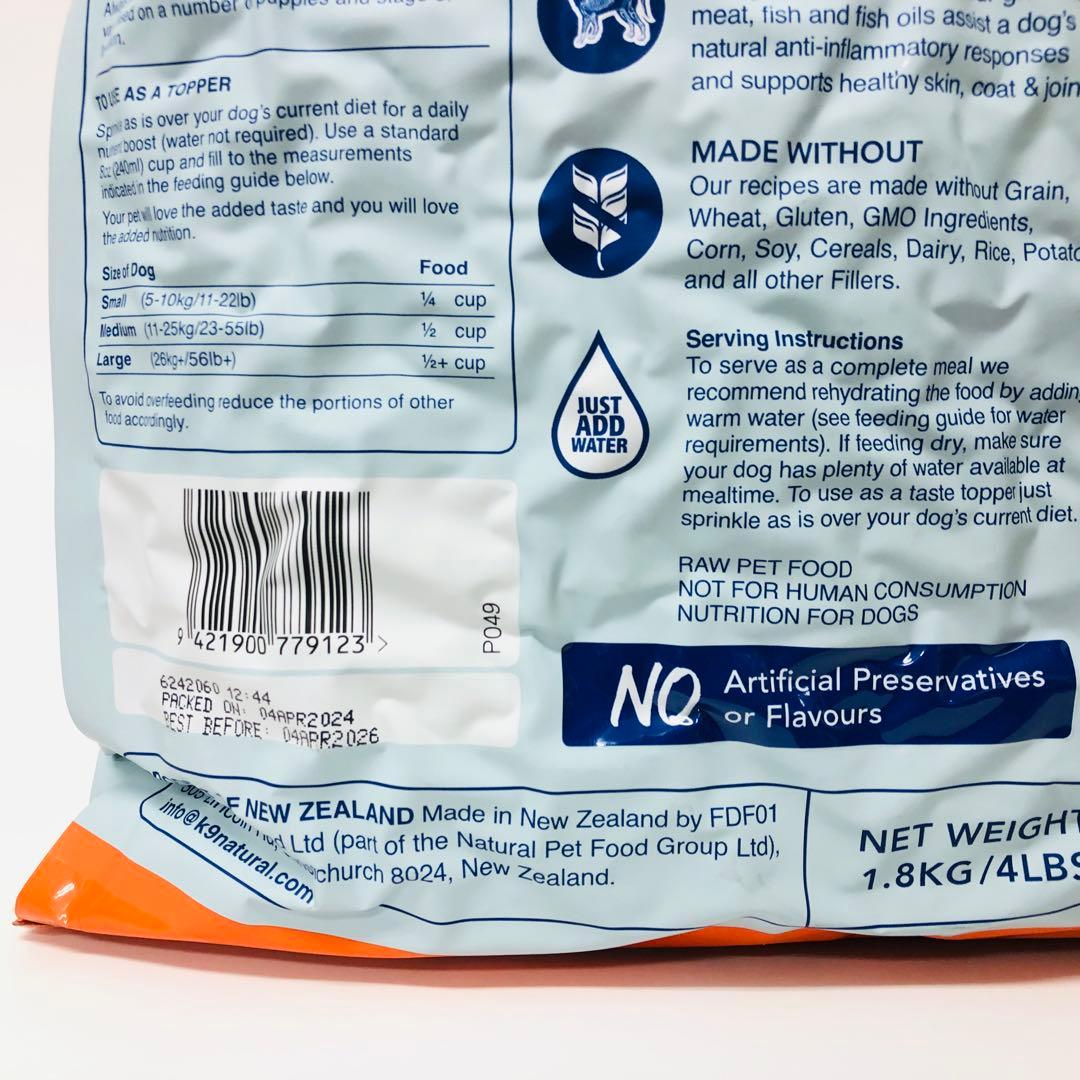 on a number puppies and stage
TO USE AS A TOPPER
as is over your dog's current diet for a daily
boost (water not required). Use a standard
8oz (240ml) cup and fill to the measurements
indicated in the feeding guide below.
Your pet will love the added taste and you will love
the added nutrition.
Size of Dog Food
Small (5-10kg/11-22lb) ¼ cup
Medium (11-25kg/23-55lb) ½ cup
Large (26kg+/56lb+) ½+ cup
To avoid overfeeding reduce the portions of other
food accordingly.
9 421900 779123 >
P049
6242060 12:44
PACKED ON: 04APR2024
BEST BEFORE: 04APR2026
meat, fish and fish oils assist a dog's
natural anti-inflammatory responses
and supports healthy skin, coat & join
MADE WITHOUT
Our recipes are made without Grain,
Wheat, Gluten, GMO Ingredients,
Corn, Soy, Cereals, Dairy, Rice, Potato
and all other Fillers.
JUST
ADD
WATER
Serving Instructions
To serve as a complete meal we
recommend rehydrating the food by addin
warm water (see feeding guide for water
requirements). If feeding dry, make sure
your dog has plenty of water available at
mealtime. To use as a taste topper just
sprinkle as is over your dog's current diet.
RAW PET FOOD
NOT FOR HUMAN CONSUMPTION
NUTRITION FOR DOGS
NO Artificial Preservatives
or Flavours
NEW ZEALAND Made in New Zealand by FDF01
Ltd (part of the Natural Pet Food Group Ltd),
church 8024, New Zealand.
info@k9natural.com
NET WEIGHT
1.8KG/4LBS